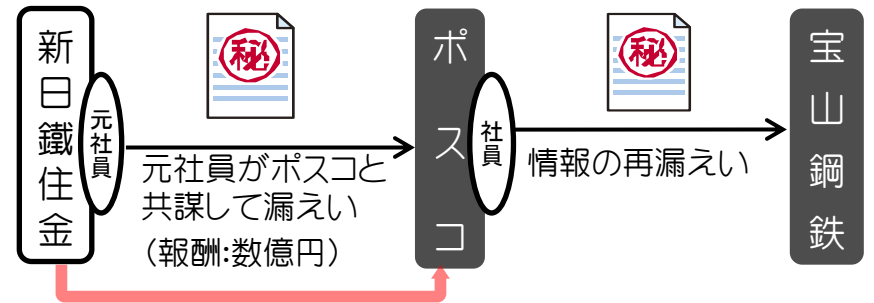 新日鐵住金
元社員
㊙
元社員がポスコと
共謀して漏えい
（報酬:数億円）
ポスコ
社員
㊙
情報の再漏えい
宝山鋼鉄